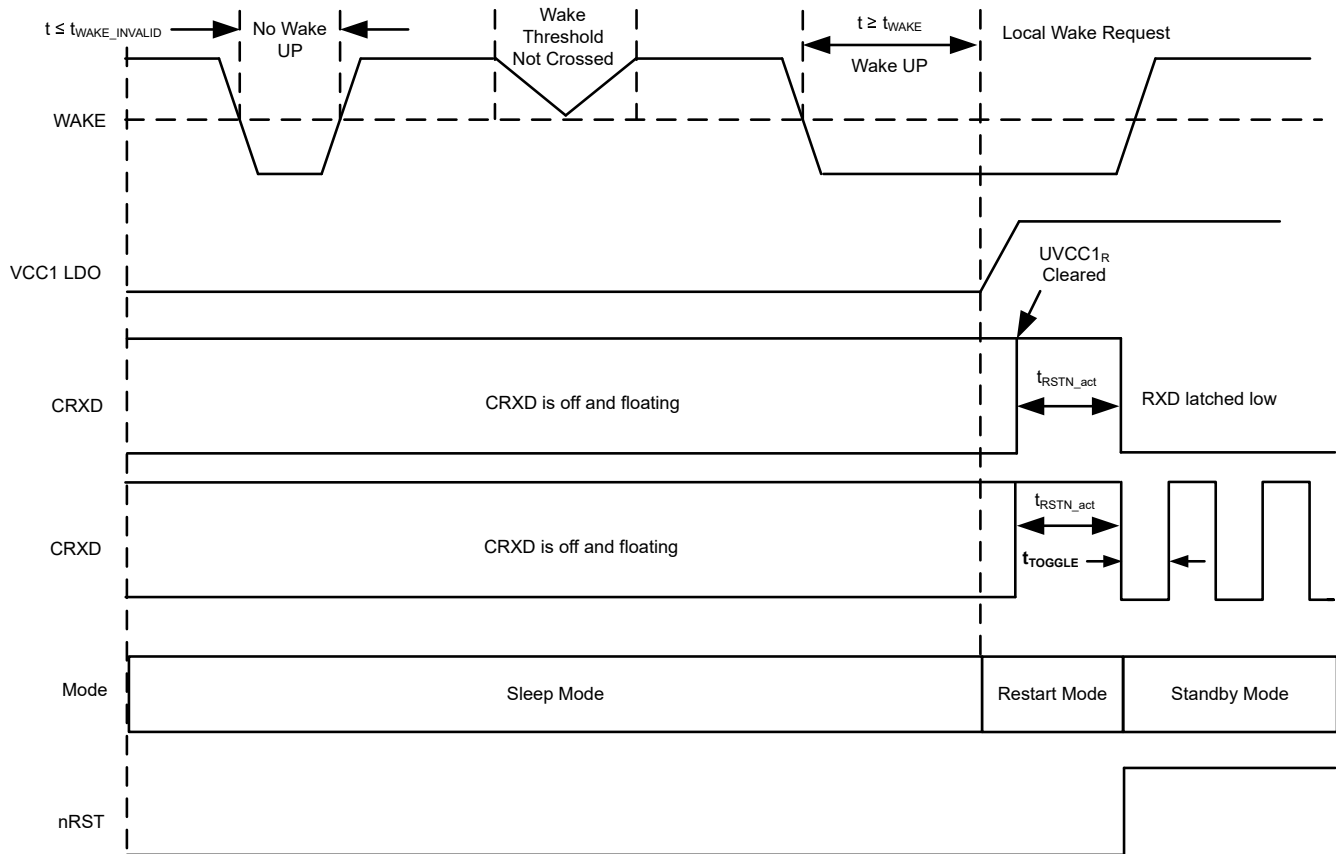 t ≤ tWAKE_INVALID
No Wake
UP
Wake
Threshold
Not Crossed
t ≥ tWAKE
Wake UP
Local Wake Request
WAKE
VCC1 LDO
UVCC1R
Cleared
CRXD
CRXD is off and floating
tRSTN_act
RXD latched low
CRXD
CRXD is off and floating
tRSTN_act
tTOGGLE
Mode
Sleep Mode
Restart Mode
Standby Mode
nRST